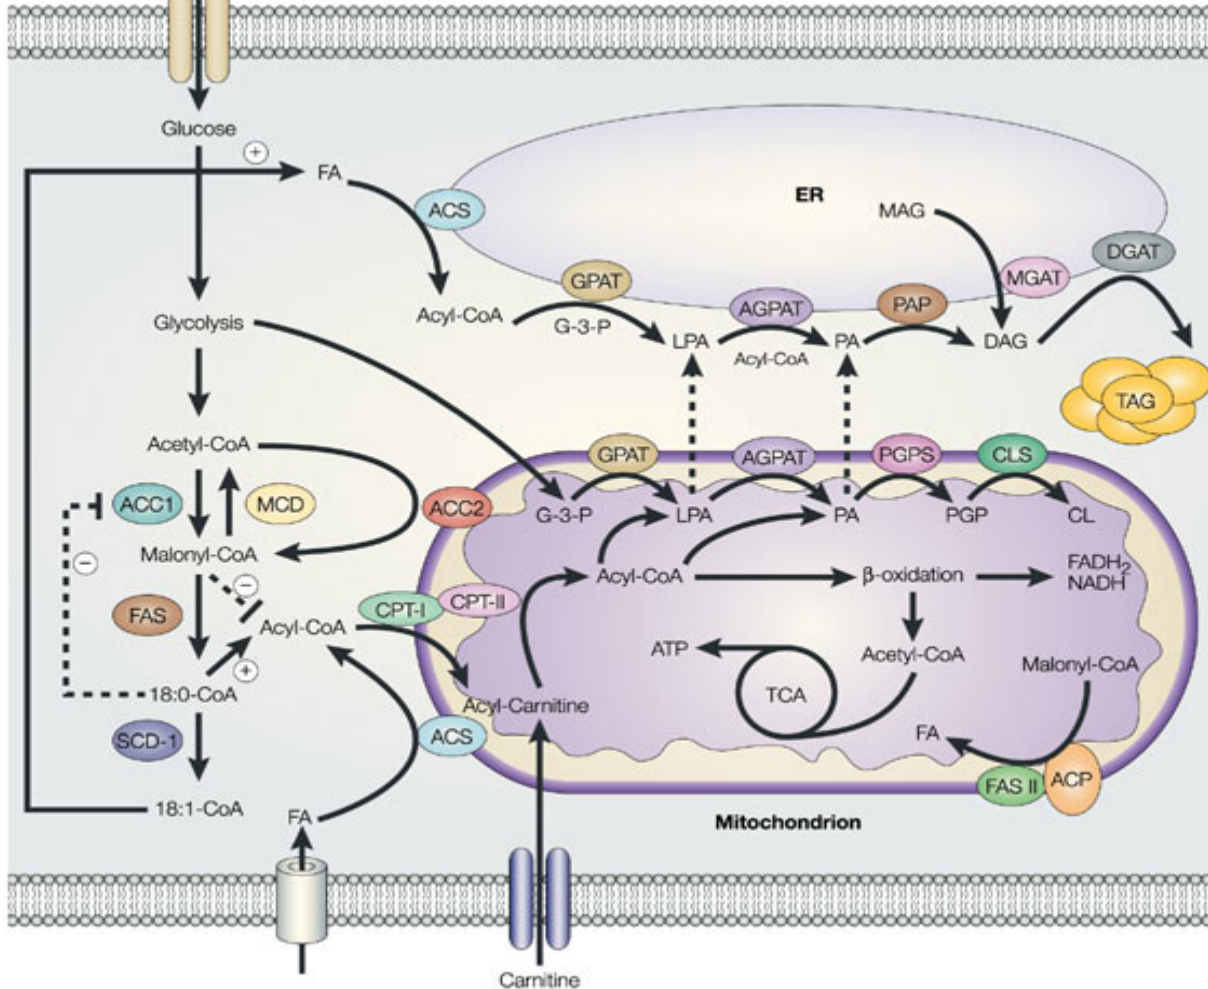 Glucose
+
FA
ACS
ER
MAG
DGAT
MGAT
GPAT
AGPAT
PAP
Acyl-CoA
G-3-P
LPA
Acyl-CoA
PA
DAG
TAG
Glycolysis
Acetyl-CoA
ACC1
MCD
ACC2
Malonyl-CoA
−
−
FAS
Acyl-CoA
+
18:0-CoA
SCD-1
18:1-CoA
FA
ACS
CPT-I
CPT-II
GPAT
AGPAT
PGPS
CLS
G-3-P
LPA
PA
PGP
CL
Acyl-CoA
β-oxidation
FADH2
NADH
ATP
Acetyl-CoA
Malonyl-CoA
TCA
Acyl-Carnitine
FA
FAS II
ACP
Mitochondrion
Carnitine